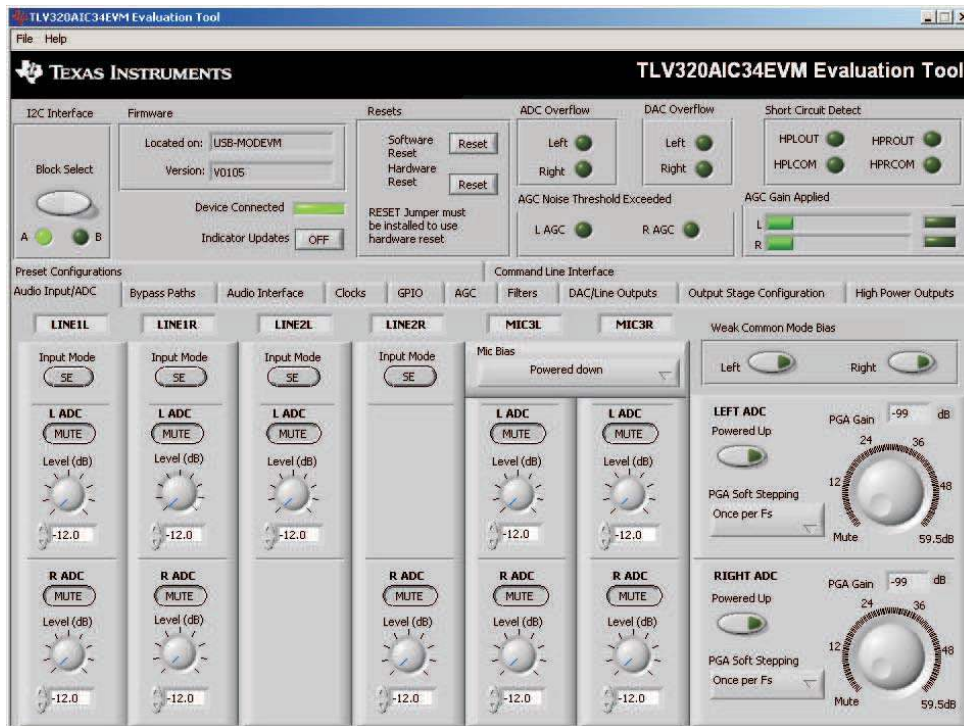 TLV320AIC34EVM Evaluation Tool
File Help
TEXAS INSTRUMENTS
TLV320AIC34EVM Evaluation Tool
I2C Interface
Block Select
A B
Firmware
Located on: USB-MODEVM
Version: V0105
Device Connected
Indicator Updates OFF
Resets
Software Reset Reset
Hardware Reset Reset
RESET Jumper must
be installed to use
hardware reset
ADC Overflow
Left
Right
DAC Overflow
Left
Right
Short Circuit Detect
HPLOUT HPROUT
HPLCOM HPRCOM
AGC Noise Threshold Exceeded
L AGC R AGC
AGC Gain Applied
L
R
Preset Configurations Command Line Interface
Audio Input/ADC Bypass Paths Audio Interface Clocks GPIO AGC Filters DAC/Line Outputs Output Stage Configuration High Power Outputs
LINE1L LINE1R LINE2L LINE2R MIC3L MIC3R
Input Mode Input Mode Input Mode Input Mode
SE SE SE SE
Mic Bias
Powered down
L ADC L ADC L ADC L ADC L ADC
MUTE MUTE MUTE MUTE MUTE
Level (dB) Level (dB) Level (dB) Level (dB) Level (dB)
-12.0 -12.0 -12.0 -12.0 -12.0
R ADC R ADC R ADC R ADC R ADC
MUTE MUTE MUTE MUTE MUTE
Level (dB) Level (dB) Level (dB) Level (dB) Level (dB)
-12.0 -12.0 -12.0 -12.0 -12.0
Weak Common Mode Bias
Left Right
LEFT ADC
Powered Up
PGA Soft Stepping
Once per Fs
PGA Gain -99 dB
24 36
12 48
Mute 59.5dB
RIGHT ADC
Powered Up
PGA Soft Stepping
Once per Fs
PGA Gain -99 dB
24 36
12 48
Mute 59.5dB